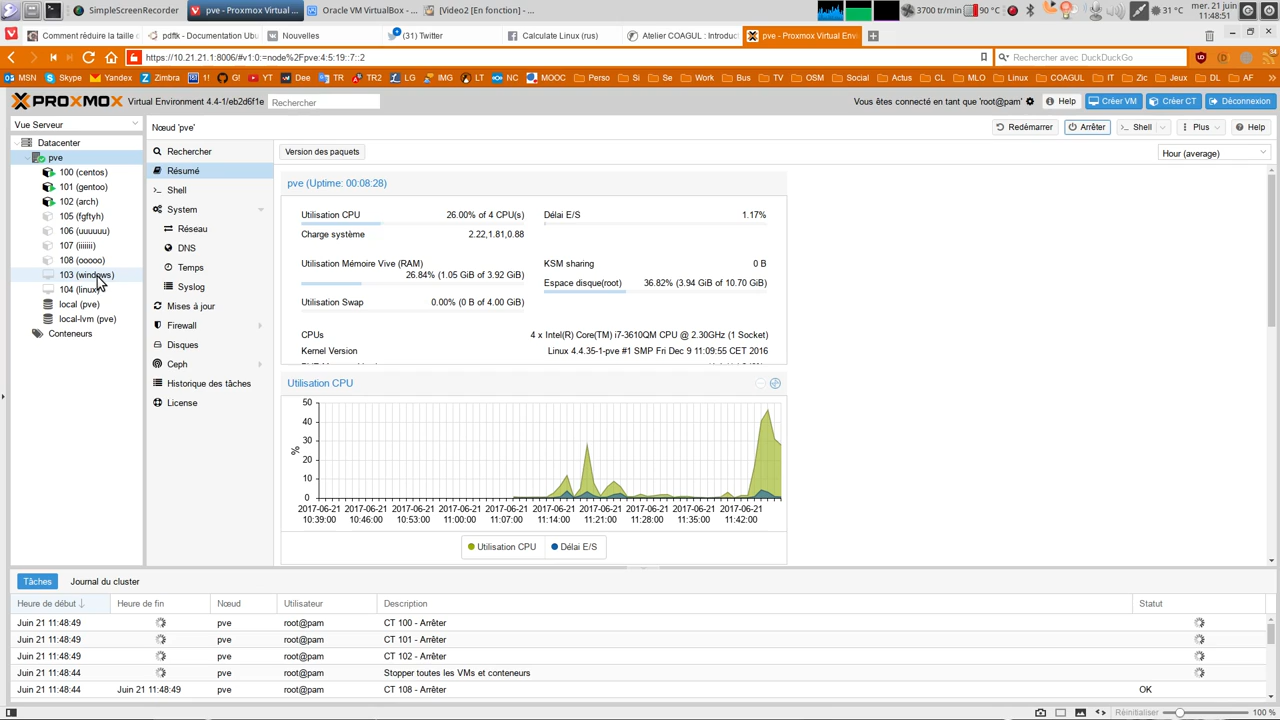 SimpleScreenRecorder
pve - Proxmox Virtual ...
Oracle VM VirtualBox - ...
[Video2 [En fonction] - ...
3700 tr/min
90 °C
31 °C
mer. 21 juin
11:48:51
Comment réduire la taille
pdftk - Documentation Ubu
Nouvelles
(31) Twitter
Calculate Linux (rus)
Atelier COAGUL : Introduc
pve - Proxmox Virtual Envi
https://10.21.21.1:8006/#v1:0:=node%2Fpve:4:5:19::7::2
Rechercher avec DuckDuckGo
34
MSN
Skype
Yandex
Zimbra
1!
G!
YT
Dee
TR
TR2
LG
IMG
LT
NC
MOOC
Perso
Si
Se
Work
Bus
TV
OSM
Social
Actus
CL
MLO
Linux
COAGUL
IT
Zic
Jeux
DL
AF
PROXMOX Virtual Environment 4.4-1/eb2d6f1e
Rechercher
Vous êtes connecté en tant que 'root@pam'
Help
Créer VM
Créer CT
Déconnexion
Vue Serveur
Nœud 'pve'
Redémarrer
Arrêter
Shell
Plus
Help
Datacenter
pve
100 (centos)
101 (gentoo)
102 (arch)
105 (fgftyh)
106 (uuuuuu)
107 (iiiiiii)
108 (ooooo)
103 (windows)
104 (linux)
local (pve)
local-lvm (pve)
Conteneurs
Rechercher
Résumé
Shell
System
Réseau
DNS
Temps
Syslog
Mises à jour
Firewall
Disques
Ceph
Historique des tâches
License
Version des paquets
Hour (average)
pve (Uptime: 00:08:28)
Utilisation CPU 26.00% of 4 CPU(s)
Délai E/S 1.17%
Charge système 2.22,1.81,0.88
Utilisation Mémoire Vive (RAM)
26.84% (1.05 GiB of 3.92 GiB)
KSM sharing 0 B
Espace disque(root) 36.82% (3.94 GiB of 10.70 GiB)
Utilisation Swap 0.00% (0 B of 4.00 GiB)
CPUs 4 x Intel(R) Core(TM) i7-3610QM CPU @ 2.30GHz (1 Socket)
Kernel Version Linux 4.4.35-1-pve #1 SMP Fri Dec 9 11:09:55 CET 2016
Utilisation CPU
50
40
30
20
10
0
%
2017-06-21 10:39:00
2017-06-21 10:46:00
2017-06-21 10:53:00
2017-06-21 11:00:00
2017-06-21 11:07:00
2017-06-21 11:14:00
2017-06-21 11:21:00
2017-06-21 11:28:00
2017-06-21 11:35:00
2017-06-21 11:42:00
Utilisation CPU
Délai E/S
Tâches
Journal du cluster
Heure de début ↓ Heure de fin Nœud Utilisateur Description Statut
Juin 21 11:48:49 pve root@pam CT 100 - Arrêter
Juin 21 11:48:49 pve root@pam CT 101 - Arrêter
Juin 21 11:48:49 pve root@pam CT 102 - Arrêter
Juin 21 11:48:44 pve root@pam Stopper toutes les VMs et conteneurs
Juin 21 11:48:44 Juin 21 11:48:49 pve root@pam CT 108 - Arrêter OK
Réinitialiser
100 %